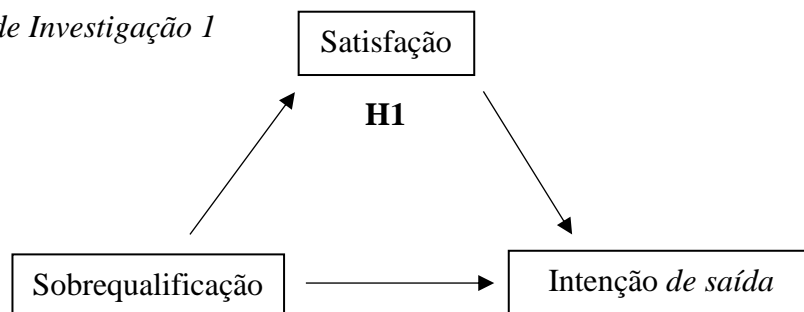 de Investigação 1
Satisfação
H1
Sobrequalificação
Intenção de saída